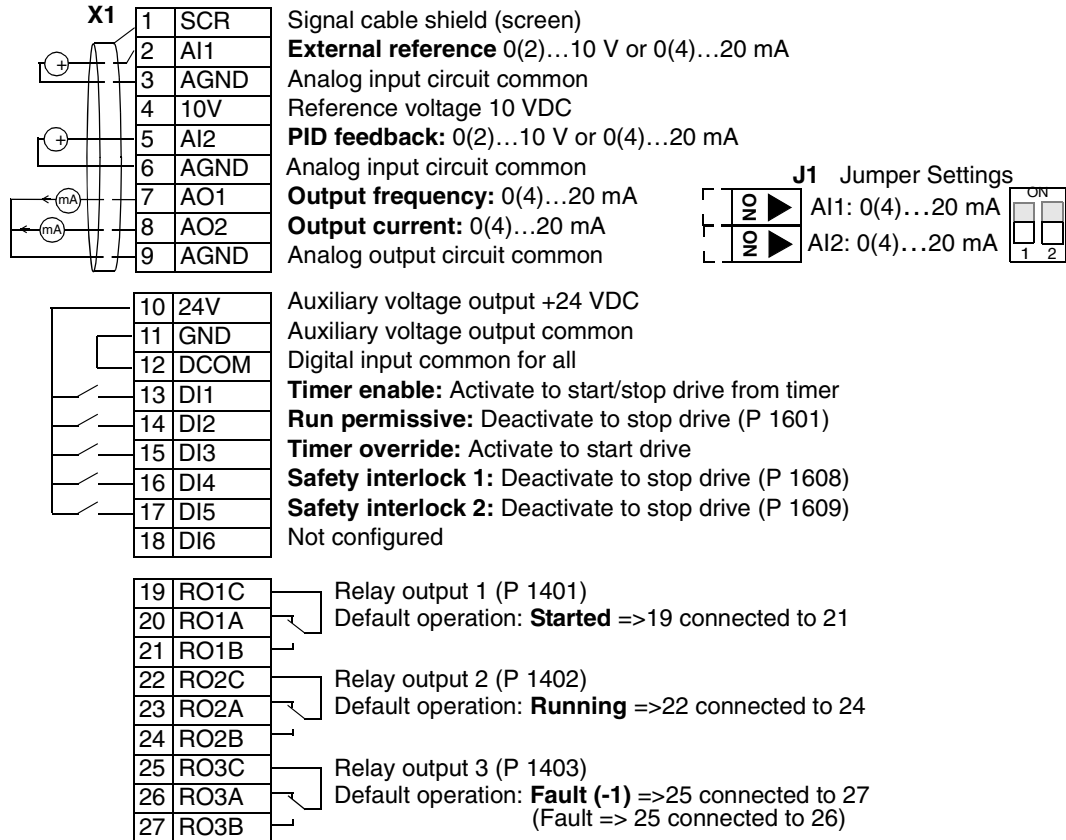 X1
1 SCR Signal cable shield (screen)
2 AI1 External reference 0(2)…10 V or 0(4)…20 mA
+
3 AGND Analog input circuit common
4 10V Reference voltage 10 VDC
5 AI2 PID feedback: 0(2)…10 V or 0(4)…20 mA
+
6 AGND Analog input circuit common
7 AO1 Output frequency: 0(4)…20 mA
mA
8 AO2 Output current: 0(4)…20 mA
mA
9 AGND Analog output circuit common
J1 Jumper Settings
ON AI1: 0(4)…20 mA
ON AI2: 0(4)…20 mA
ON
1 2
10 24V Auxiliary voltage output +24 VDC
11 GND Auxiliary voltage output common
12 DCOM Digital input common for all
13 DI1 Timer enable: Activate to start/stop drive from timer
14 DI2 Run permissive: Deactivate to stop drive (P 1601)
15 DI3 Timer override: Activate to start drive
16 DI4 Safety interlock 1: Deactivate to stop drive (P 1608)
17 DI5 Safety interlock 2: Deactivate to stop drive (P 1609)
18 DI6 Not configured
19 RO1C Relay output 1 (P 1401)
20 RO1A Default operation: Started =>19 connected to 21
21 RO1B
22 RO2C Relay output 2 (P 1402)
23 RO2A Default operation: Running =>22 connected to 24
24 RO2B
25 RO3C Relay output 3 (P 1403)
26 RO3A Default operation: Fault (-1) =>25 connected to 27
27 RO3B (Fault => 25 connected to 26)